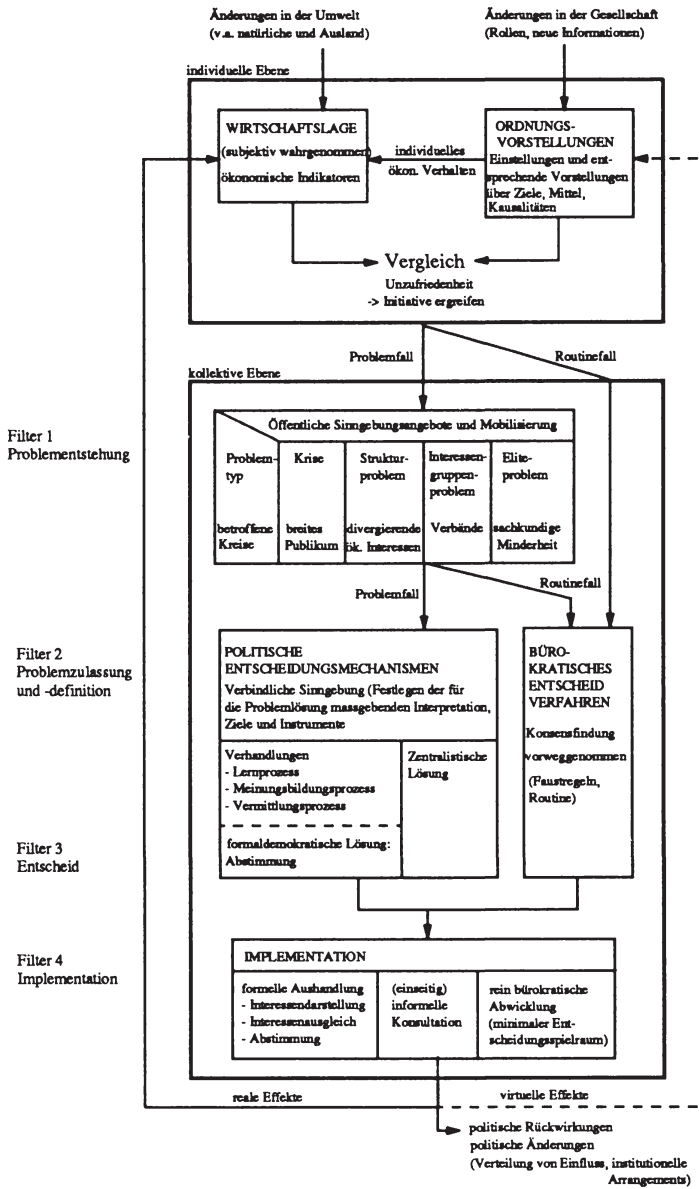 Änderungen in der Umwelt
(v.a. natürliche und Ausland)
Änderungen in der Gesellschaft
(Rollen, neue Informationen)
individuelle Ebene
WIRTSCHAFTSLAGE
(subjektiv wahrgenommen)
ökonomische Indikatoren
individuelles
ökon. Verhalten
ORDNUNGS-
VORSTELLUNGEN
Einstellungen und ent-
sprechende Vorstellungen
über Ziele, Mittel,
Kausalitäten
Vergleich
Unzufriedenheit
-> Initiative ergreifen
Problemfall
Routinefall
kollektive Ebene
Filter 1
Problementstehung
Öffentliche Sinngebungsangebote und Mobilisierung
Problem-
typ
Krise
Struktur-
problem
Interessen-
gruppen-
problem
Elite-
problem
betroffene
Kreise
breites
Publikum
divergierende
ök. Interessen
Verbände
sachkundige
Minderheit
Problemfall
Routinefall
Filter 2
Problemzulassung
und -definition
POLITISCHE
ENTSCHEIDUNGSMECHANISMEN
Verbindliche Sinngebung (Festlegen der für
die Problemlösung massgebenden Interpretation,
Ziele und Instrumente
Verhandlungen
- Lernprozess
- Meinungsbildungsprozess
- Vermittlungsprozess
Zentralistische
Lösung
BÜRO-
KRATISCHES
ENTSCHEID
VERFAHREN
Konsensfindung
vorweggenommen
(Faustregeln,
Routine)
Filter 3
Entscheid
formaldemokratische Lösung:
Abstimmung
Filter 4
Implementation
IMPLEMENTATION
formelle Aushandlung
- Interessendarstellung
- Interessenausgleich
- Abstimmung
(einseitig)
informelle
Konsultation
rein bürokratische
Abwicklung
(minimaler Ent-
scheidungsspielraum)
reale Effekte
virtuelle Effekte
politische Rückwirkungen
politische Änderungen
(Verteilung von Einfluss, institutionelle
Arrangements)